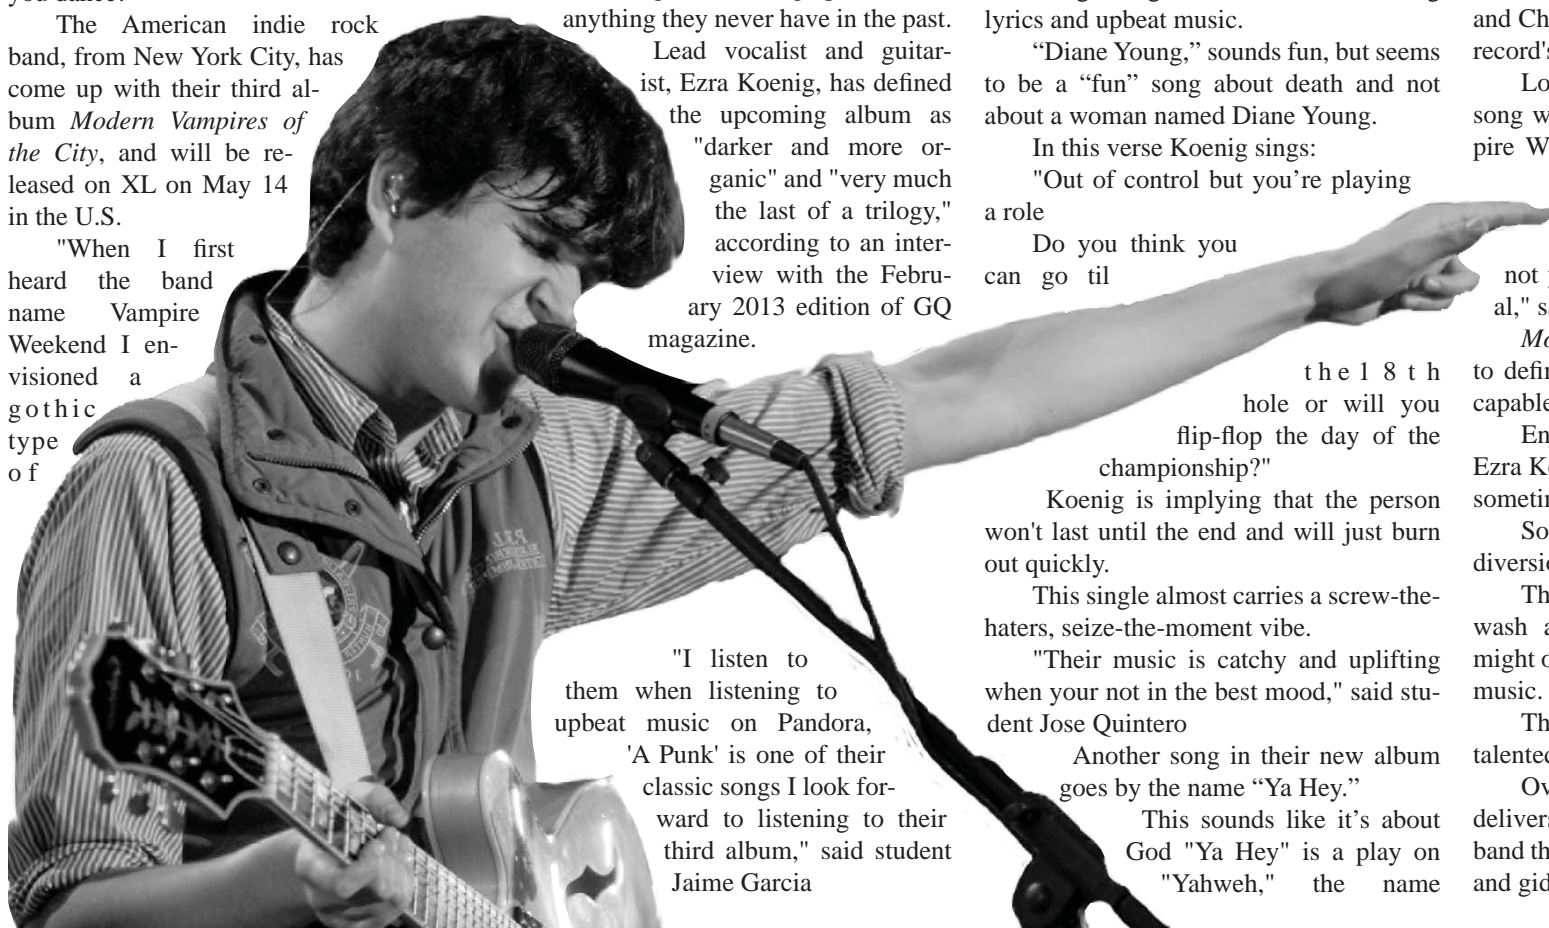 you dance?
The American indie rock
band, from New York City, has
come up with their third al-
bum Modern Vampires of
the City, and will be re-
leased on XL on May 14
in the U.S.
"When I first
heard the band
name Vampire
Weekend I en-
visioned a
gothic
type
of
anything they never have in the past.
Lead vocalist and guitar-
ist, Ezra Koenig, has defined
the upcoming album as
"darker and more or-
ganic" and "very much
the last of a trilogy,"
according to an inter-
view with the Febru-
ary 2013 edition of GQ
magazine.
"I listen to
them when listening to
upbeat music on Pandora,
'A Punk' is one of their
classic songs I look for-
ward to listening to their
third album," said student
Jaime Garcia
lyrics and upbeat music.
“Diane Young,” sounds fun, but seems
to be a “fun” song about death and not
about a woman named Diane Young.
In this verse Koenig sings:
"Out of control but you’re playing
a role
Do you think you
can go til
the18th
hole or will you
flip-flop the day of the
championship?"
Koenig is implying that the person
won't last until the end and will just burn
out quickly.
This single almost carries a screw-the-
haters, seize-the-moment vibe.
"Their music is catchy and uplifting
when your not in the best mood," said stu-
dent Jose Quintero
Another song in their new album
goes by the name “Ya Hey.”
This sounds like it’s about
God "Ya Hey" is a play on
"Yahweh," the name
and Ch
record's
Lo
song w
pire W
not
al," s
Mo
to defin
capable
En
Ezra K
sometin
So
diversi
Th
wash a
might o
music.
Th
talented
Ov
delivers
band th
and gid